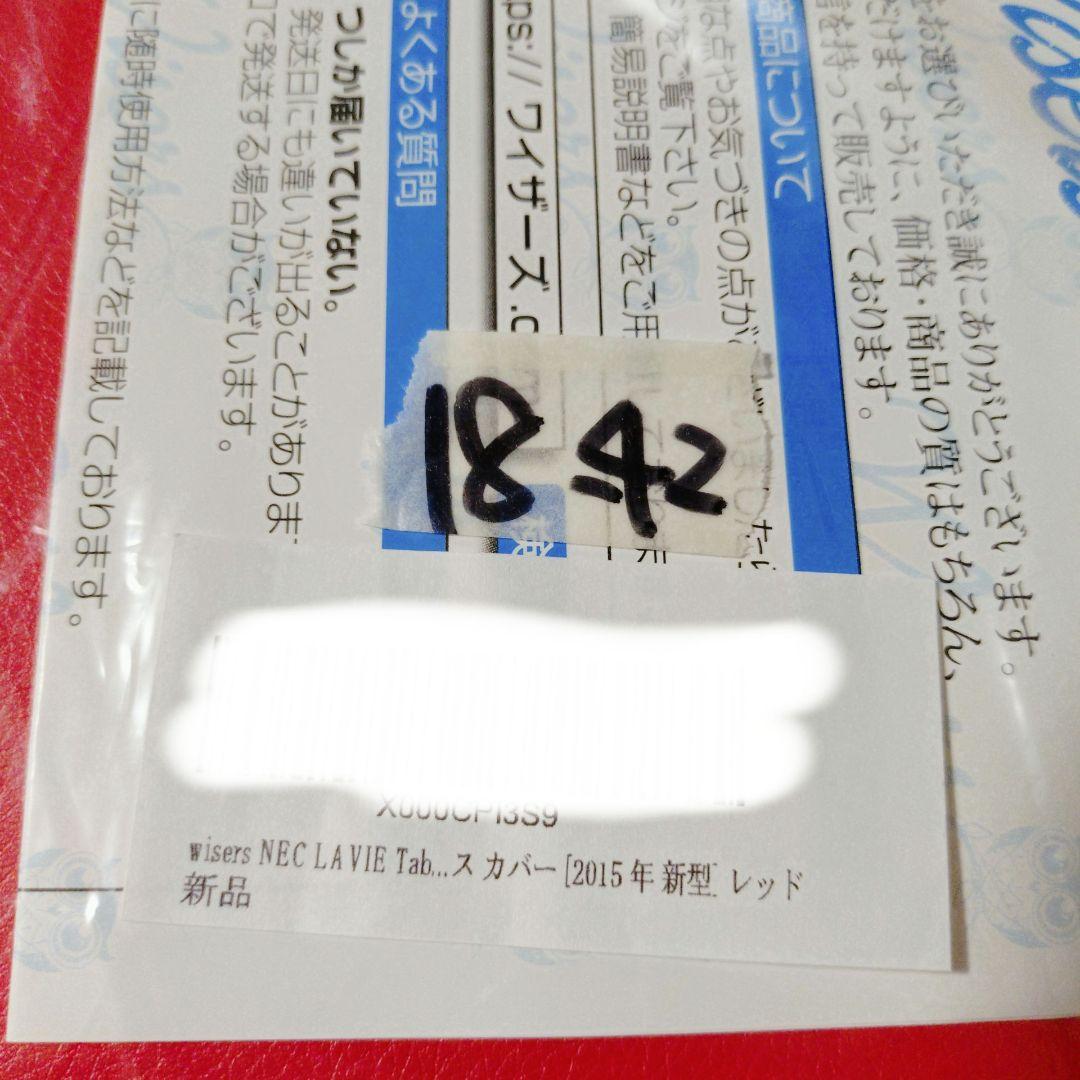 をお選びいただき誠にありがとうございます。
だけますように、価格・商品の質はもちろん、
を持って販売しております。
商品について
な点やお気づきの点が
をご覧下さい。
簡易説明書などをご用
ps://ワイザーズ.c
よくある質問
つしか届いていない。
発送日にも違いが出ることがありま
で発送する場合がございます。
に随時使用方法などを記載しております。
X000CPI3S9
wisers NEC LAVIE Tab...ス カバー [2015 年 新型] レッド
新品